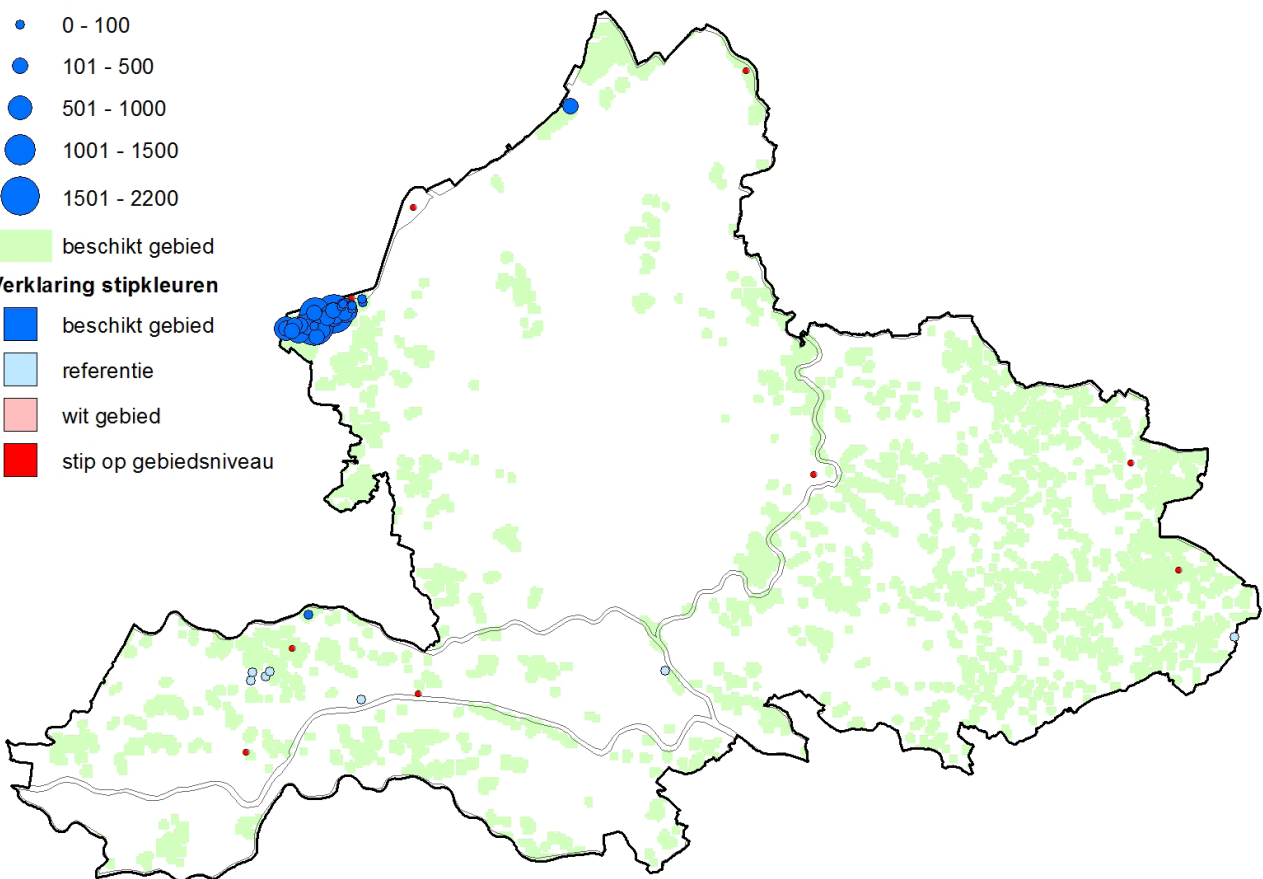 0 - 100
101 - 500
501 - 1000
1001 - 1500
1501 - 2200
beschikt gebied
Verklaring stipkleuren
beschikt gebied
referentie
wit gebied
stip op gebiedsniveau